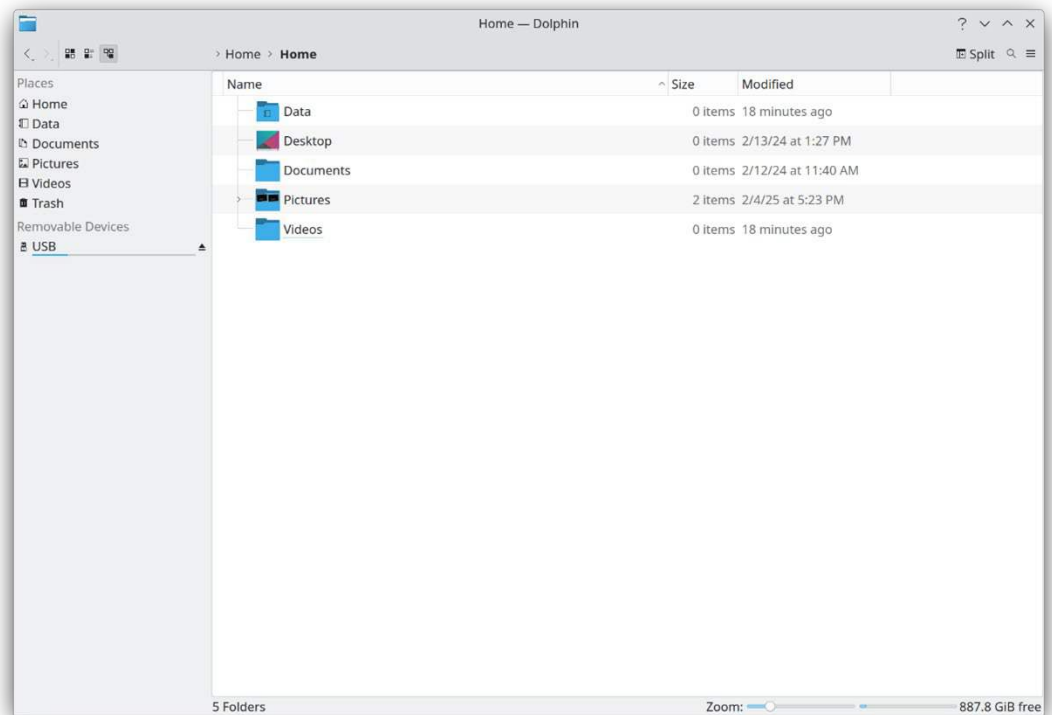 Home — Dolphin
Home > Home
Split
Places
Home
Data
Documents
Pictures
Videos
Trash
Removable Devices
USB
Name Size Modified
Data 0 items 18 minutes ago
Desktop 0 items 2/13/24 at 1:27 PM
Documents 0 items 2/12/24 at 11:40 AM
Pictures 2 items 2/4/25 at 5:23 PM
Videos 0 items 18 minutes ago
5 Folders Zoom: 887.8 GiB free